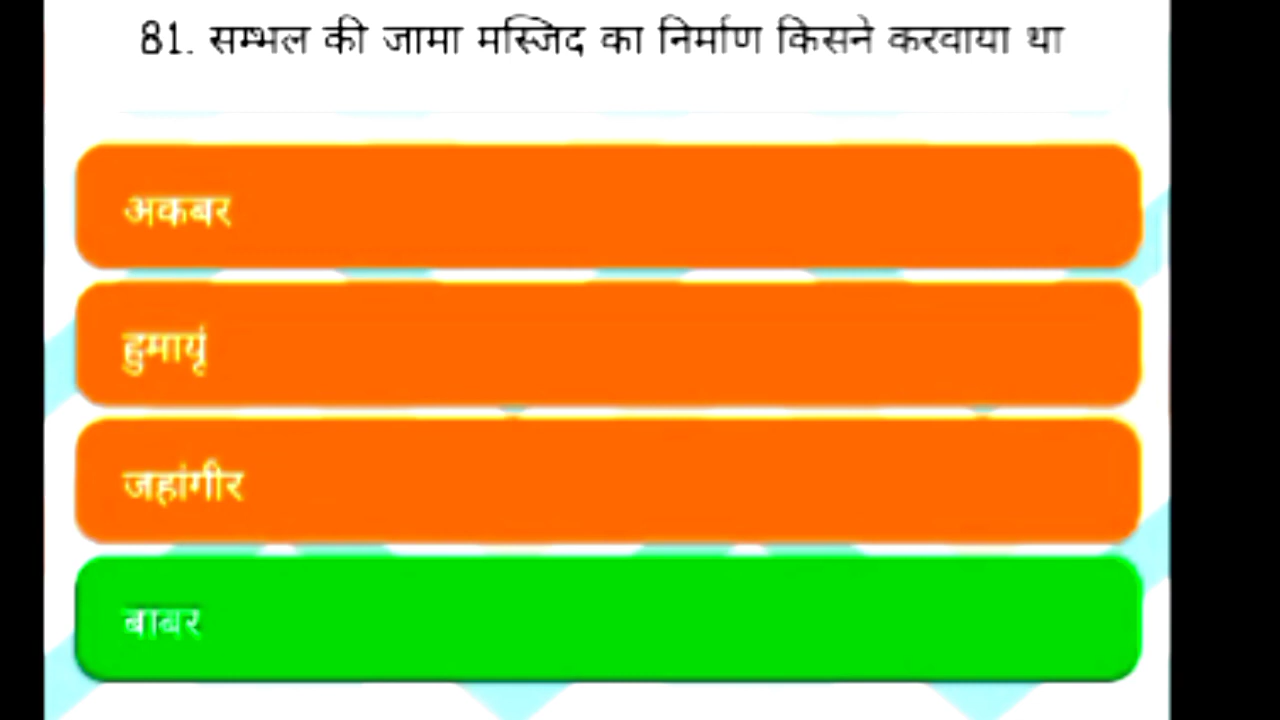 81. सम्भल की जामा मस्जिद का निर्माण किसने करवाया था
अकबर
हुमायूं
जहांगीर
बाबर